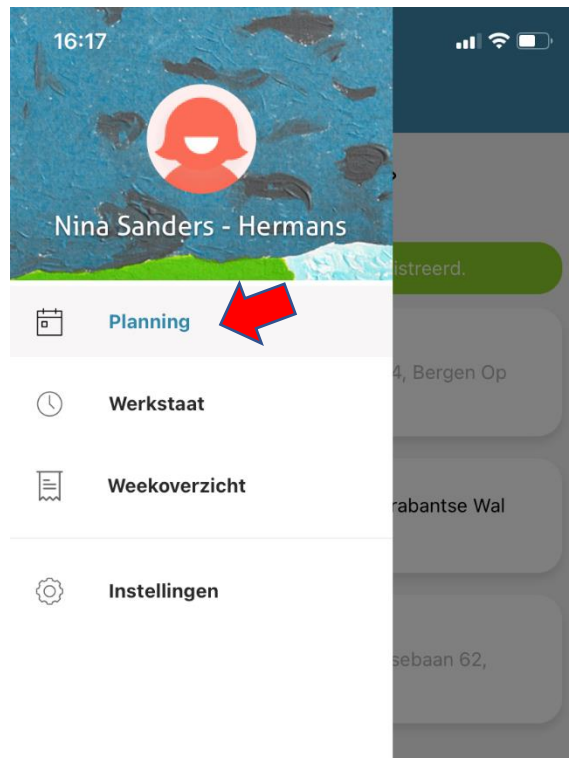 16:17
Nina Sanders - Hermans
istreerd.
Planning
4, Bergen Op
Werkstaat
Weekoverzicht
rabantse Wal
Instellingen
sebaan 62,